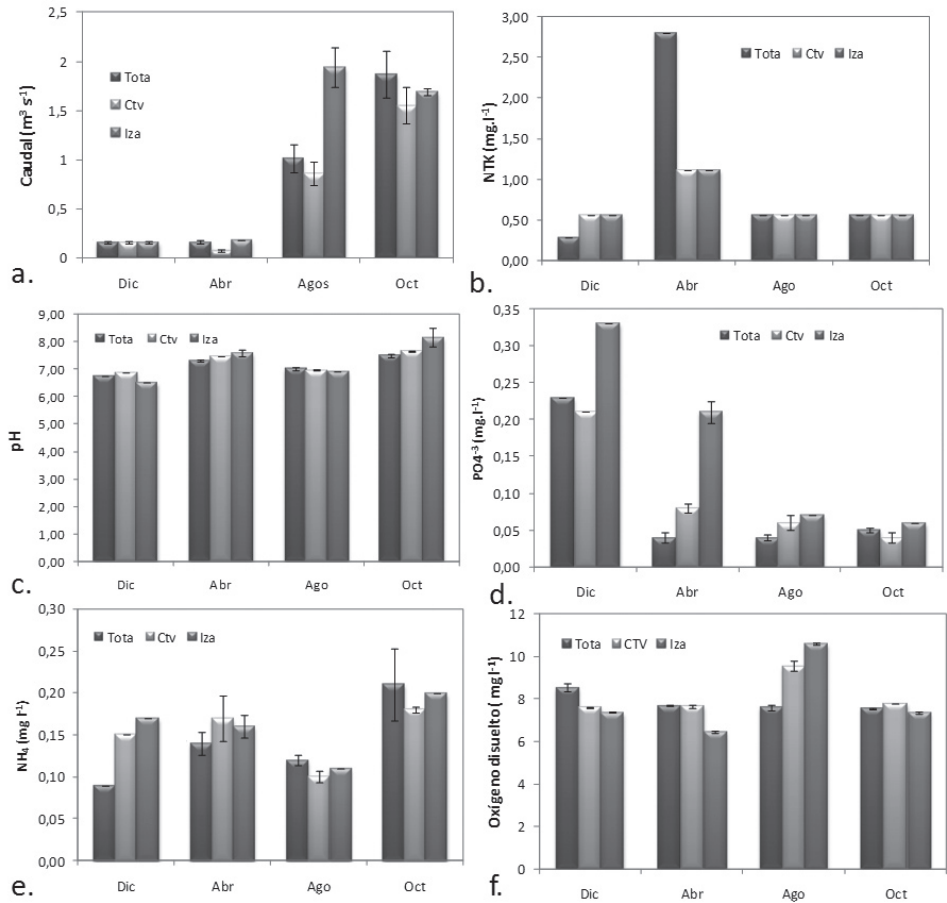 2,5
2
1,5
1
0,5
0
Caudal (m³ s⁻¹)
Tota
Ctv
Iza
Dic Abr Agos Oct
a.
3,00
2,50
2,00
1,50
1,00
0,50
0,00
NTK (mg.l⁻¹)
Tota Ctv Iza
Dic Abr Ago Oct
b.
9,00
8,00
7,00
6,00
5,00
4,00
3,00
2,00
1,00
0,00
pH
Tota Ctv Iza
Dic Abr Ago Oct
c.
0,35
0,30
0,25
0,20
0,15
0,10
0,05
0,00
PO4⁻³ (mg.l⁻¹)
Tota Ctv Iza
Dic Abr Ago Oct
d.
0,30
0,25
0,20
0,15
0,10
0,05
0,00
NH₄ (mg l⁻¹)
Tota Ctv Iza
Dic Abr Ago Oct
e.
12
10
8
6
4
2
0
Oxígeno disuelto ( mg l⁻¹)
Tota CTV Iza
Dic Abr Ago Oct
f.